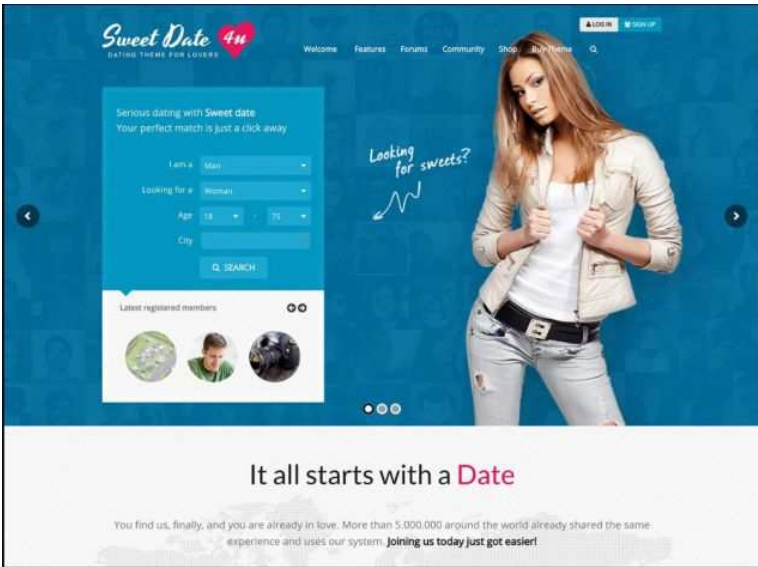 Sweet Date 4u
DATING THEME FOR LOVERS
LOG IN
SIGN UP
Welcome Features Forums Community Shop Buy Theme
Serious dating with Sweet date
Your perfect match is just a click away
I am a Man
Looking for a Woman
Age 18 - 75
City
SEARCH
Looking
for sweets?
Latest registered members
It all starts with a Date
You find us, finally, and you are already in love. More than 5.000.000 around the world already shared the same
experience and uses our system. Joining us today just got easier!